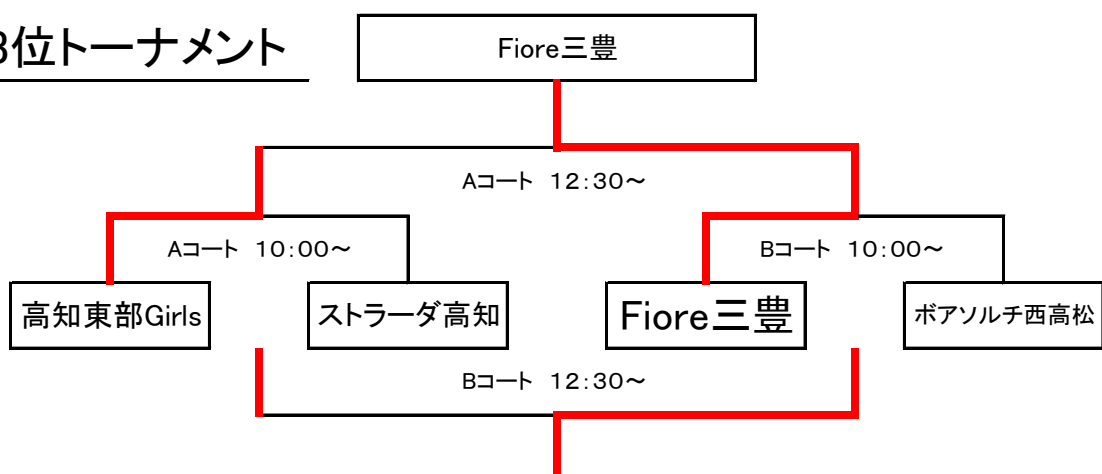 3位トーナメント
Fiore三豊
Aコート 12:30～
Aコート 10:00～
Bコート 10:00～
高知東部Girls
ストラーダ高知
Fiore三豊
ボアソルチ西高松
Bコート 12:30～